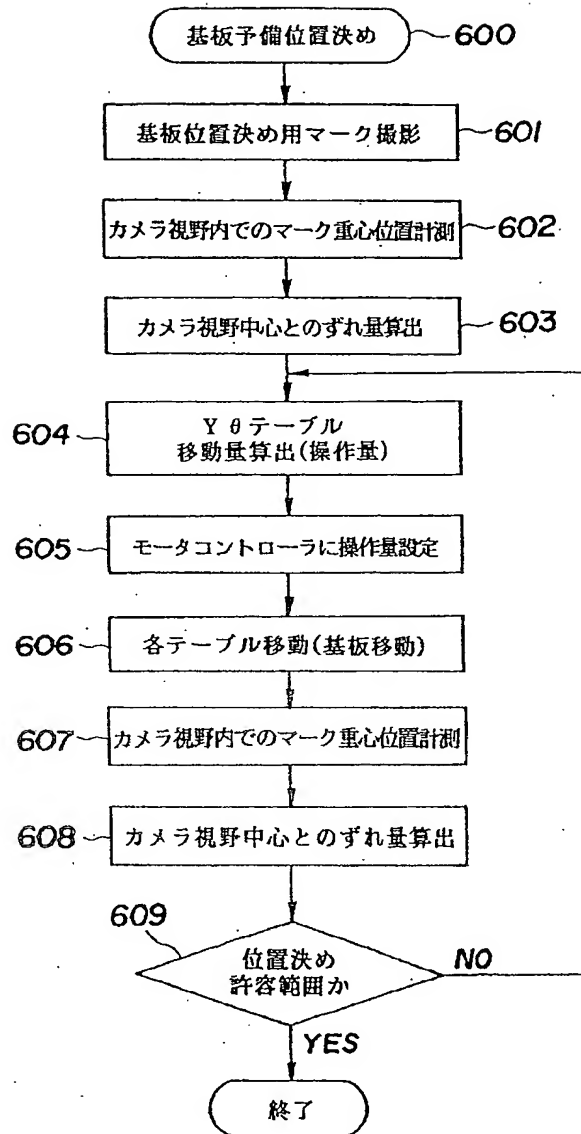 基板予備位置決め 600
基板位置決め用マーク撮影 601
カメラ視野内でのマーク重心位置計測 602
カメラ視野中心とのずれ量算出 603
604 Yθテーブル
移動量算出(操作量)
605 モータコントローラに操作量設定
606 各テーブル移動(基板移動)
607 カメラ視野内でのマーク重心位置計測
608 カメラ視野中心とのずれ量算出
609
位置決め
許容範囲か
NO
YES
終了